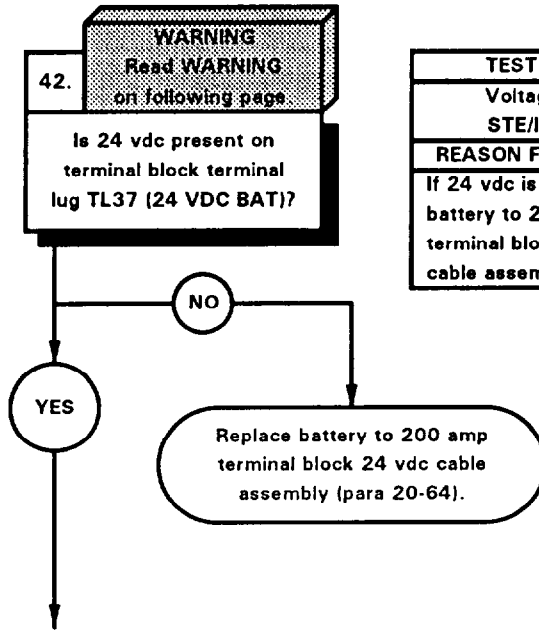 WARNING
Read WARNING
on following page
42.
Is 24 vdc present on
terminal block terminal
lug TL37 (24 VDC BAT)?
NO
YES
Replace battery to 200 amp
terminal block 24 vdc cable
assembly (para 20-64).
TEST
STE/I
REASON F
If 24 vdc is
battery to 2
terminal blo
cable assem